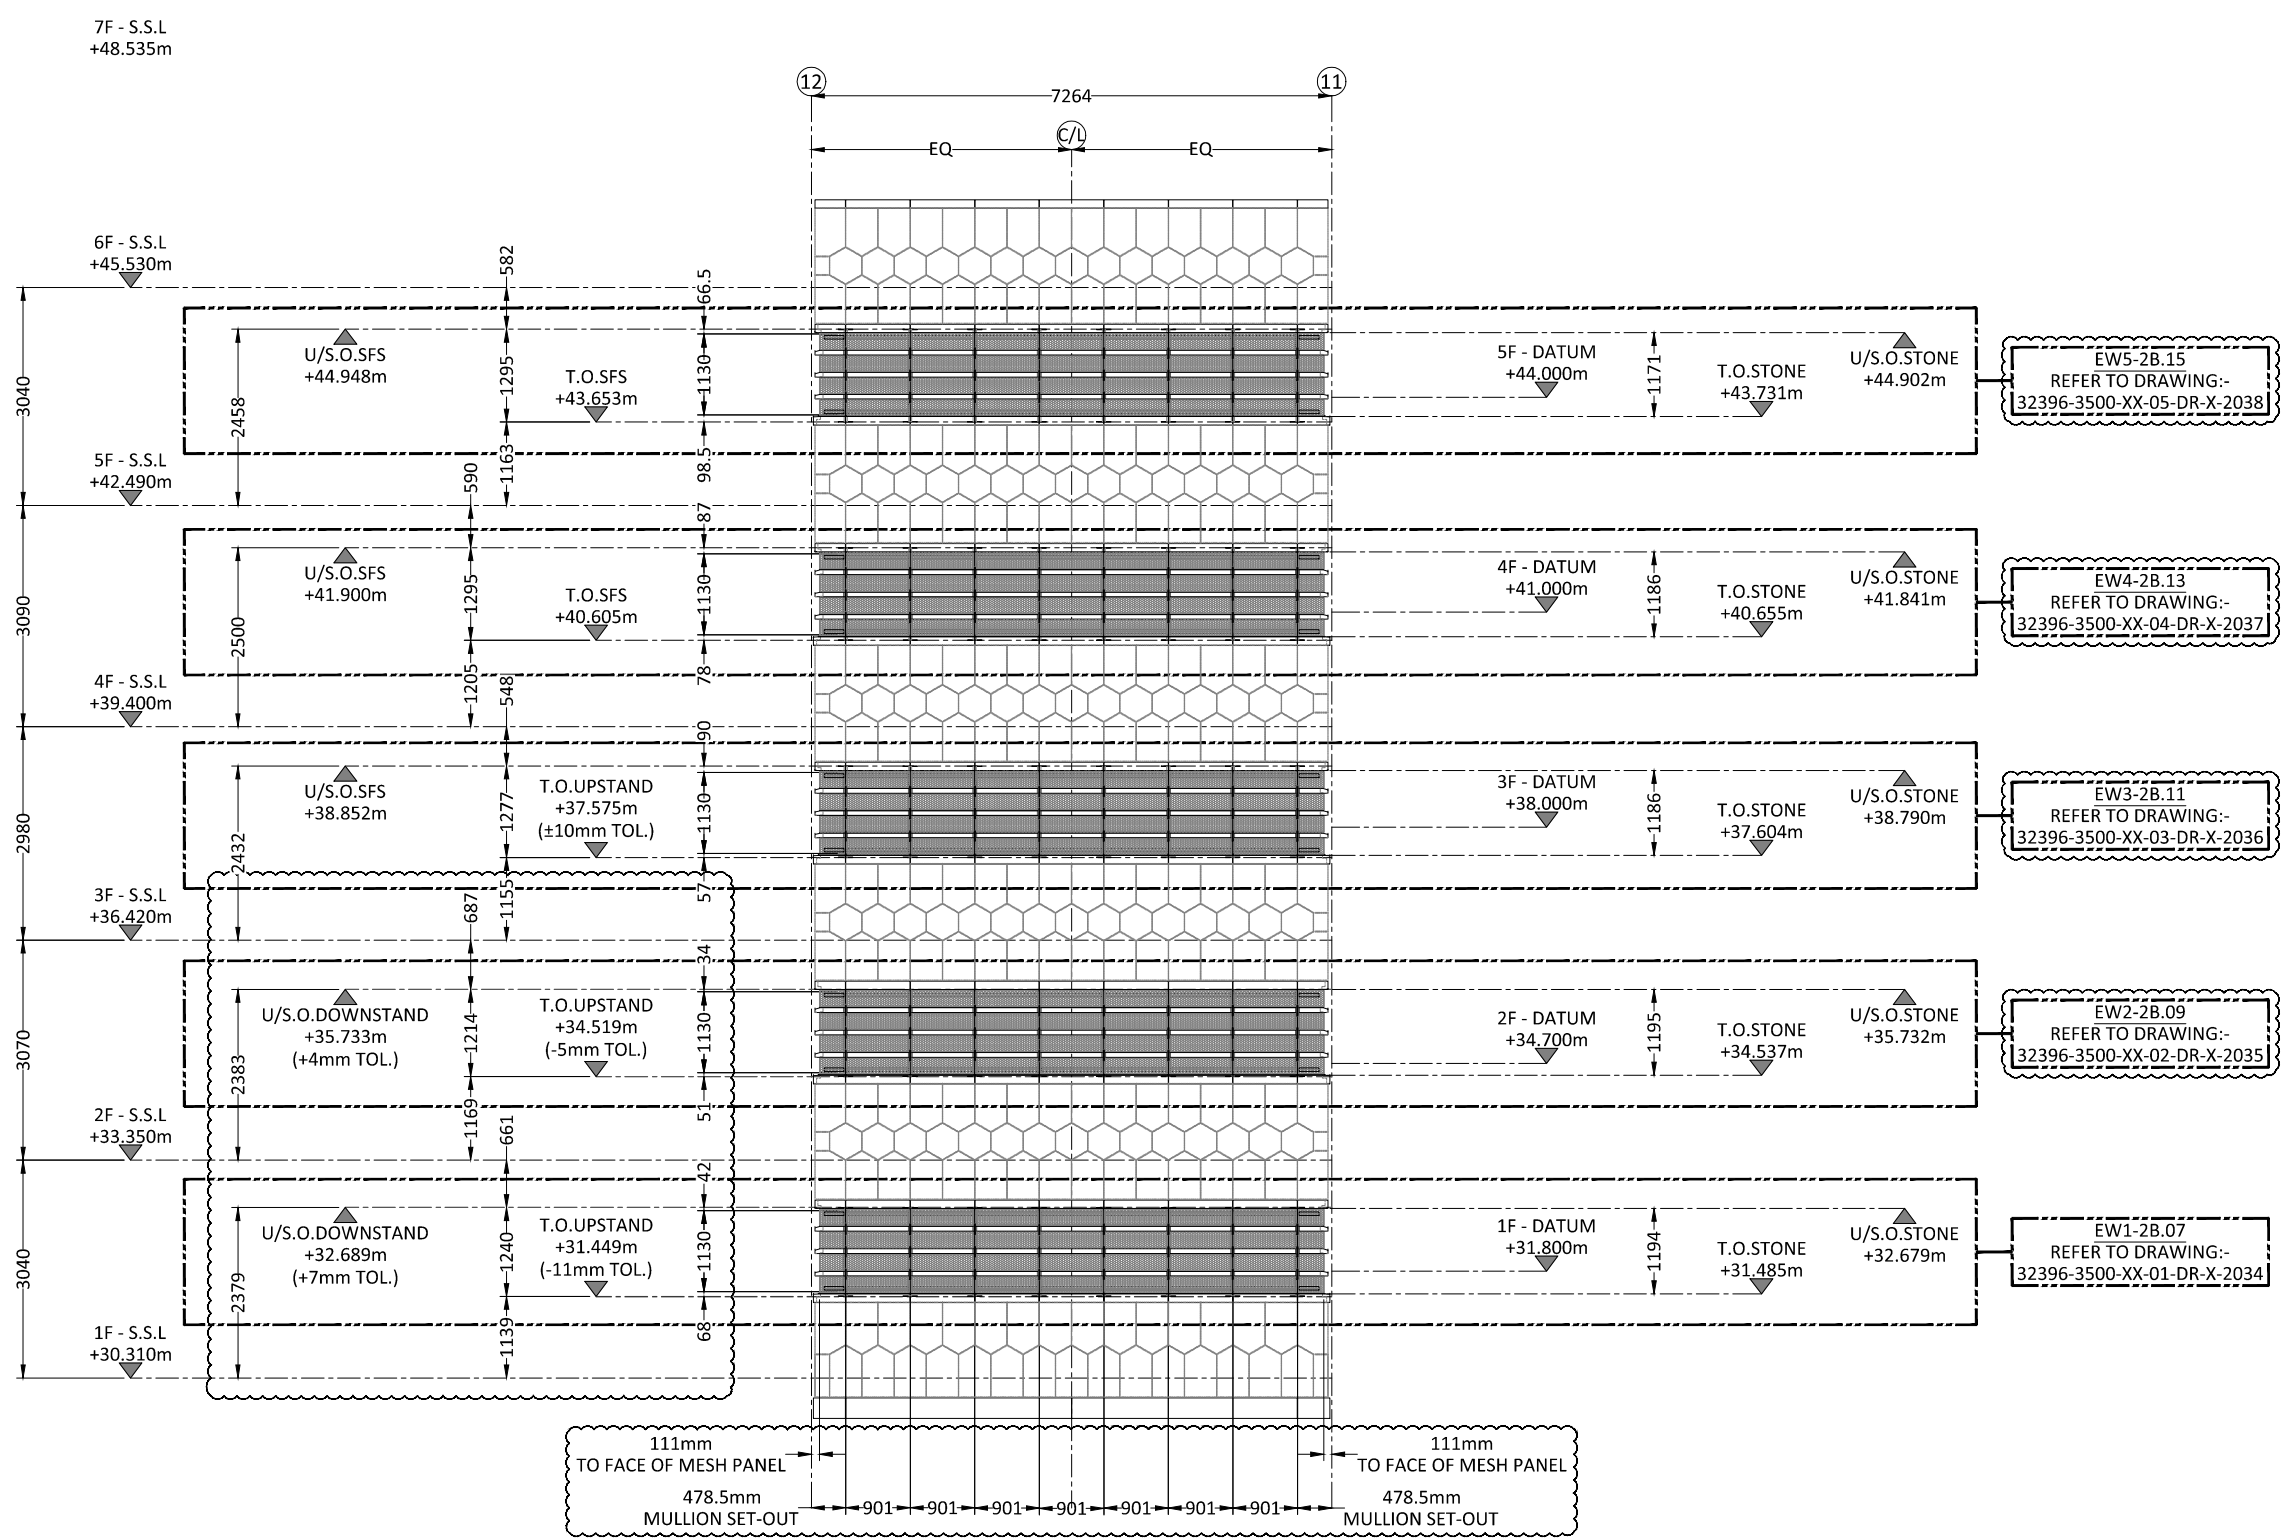 7F - S.S.L
+48.535m
12
11
7264
C/L
EQ
EQ
6F - S.S.L
+45.530m
582
66.5
3040
2458
U/S.O.SFS
+44.948m
1295
T.O.SFS
+43.653m
1130
5F - DATUM
+44.000m
1171
T.O.STONE
+43.731m
U/S.O.STONE
+44.902m
EW5-2B.15
REFER TO DRAWING:-
32396-3500-XX-05-DR-X-2038
1163
98.5
5F - S.S.L
+42.490m
590
87
3090
2500
U/S.O.SFS
+41.900m
1295
T.O.SFS
+40.605m
1130
4F - DATUM
+41.000m
1186
T.O.STONE
+40.655m
U/S.O.STONE
+41.841m
EW4-2B.13
REFER TO DRAWING:-
32396-3500-XX-04-DR-X-2037
1205
78
4F - S.S.L
+39.400m
548
90
2980
2432
U/S.O.SFS
+38.852m
1277
T.O.UPSTAND
+37.575m
(±10mm TOL.)
1130
3F - DATUM
+38.000m
1186
T.O.STONE
+37.604m
U/S.O.STONE
+38.790m
EW3-2B.11
REFER TO DRAWING:-
32396-3500-XX-03-DR-X-2036
1155
57
3F - S.S.L
+36.420m
687
34
3070
2383
U/S.O.DOWNSTAND
+35.733m
(+4mm TOL.)
1214
T.O.UPSTAND
+34.519m
(-5mm TOL.)
1130
2F - DATUM
+34.700m
1195
T.O.STONE
+34.537m
U/S.O.STONE
+35.732m
EW2-2B.09
REFER TO DRAWING:-
32396-3500-XX-02-DR-X-2035
1169
51
2F - S.S.L
+33.350m
661
42
3040
2379
U/S.O.DOWNSTAND
+32.689m
(+7mm TOL.)
1240
T.O.UPSTAND
+31.449m
(-11mm TOL.)
1130
1F - DATUM
+31.800m
1194
T.O.STONE
+31.485m
U/S.O.STONE
+32.679m
EW1-2B.07
REFER TO DRAWING:-
32396-3500-XX-01-DR-X-2034
1139
68
1F - S.S.L
+30.310m
111mm
TO FACE OF MESH PANEL
111mm
TO FACE OF MESH PANEL
478.5mm
MULLION SET-OUT
901 901 901 901 901 901 901
478.5mm
MULLION SET-OUT